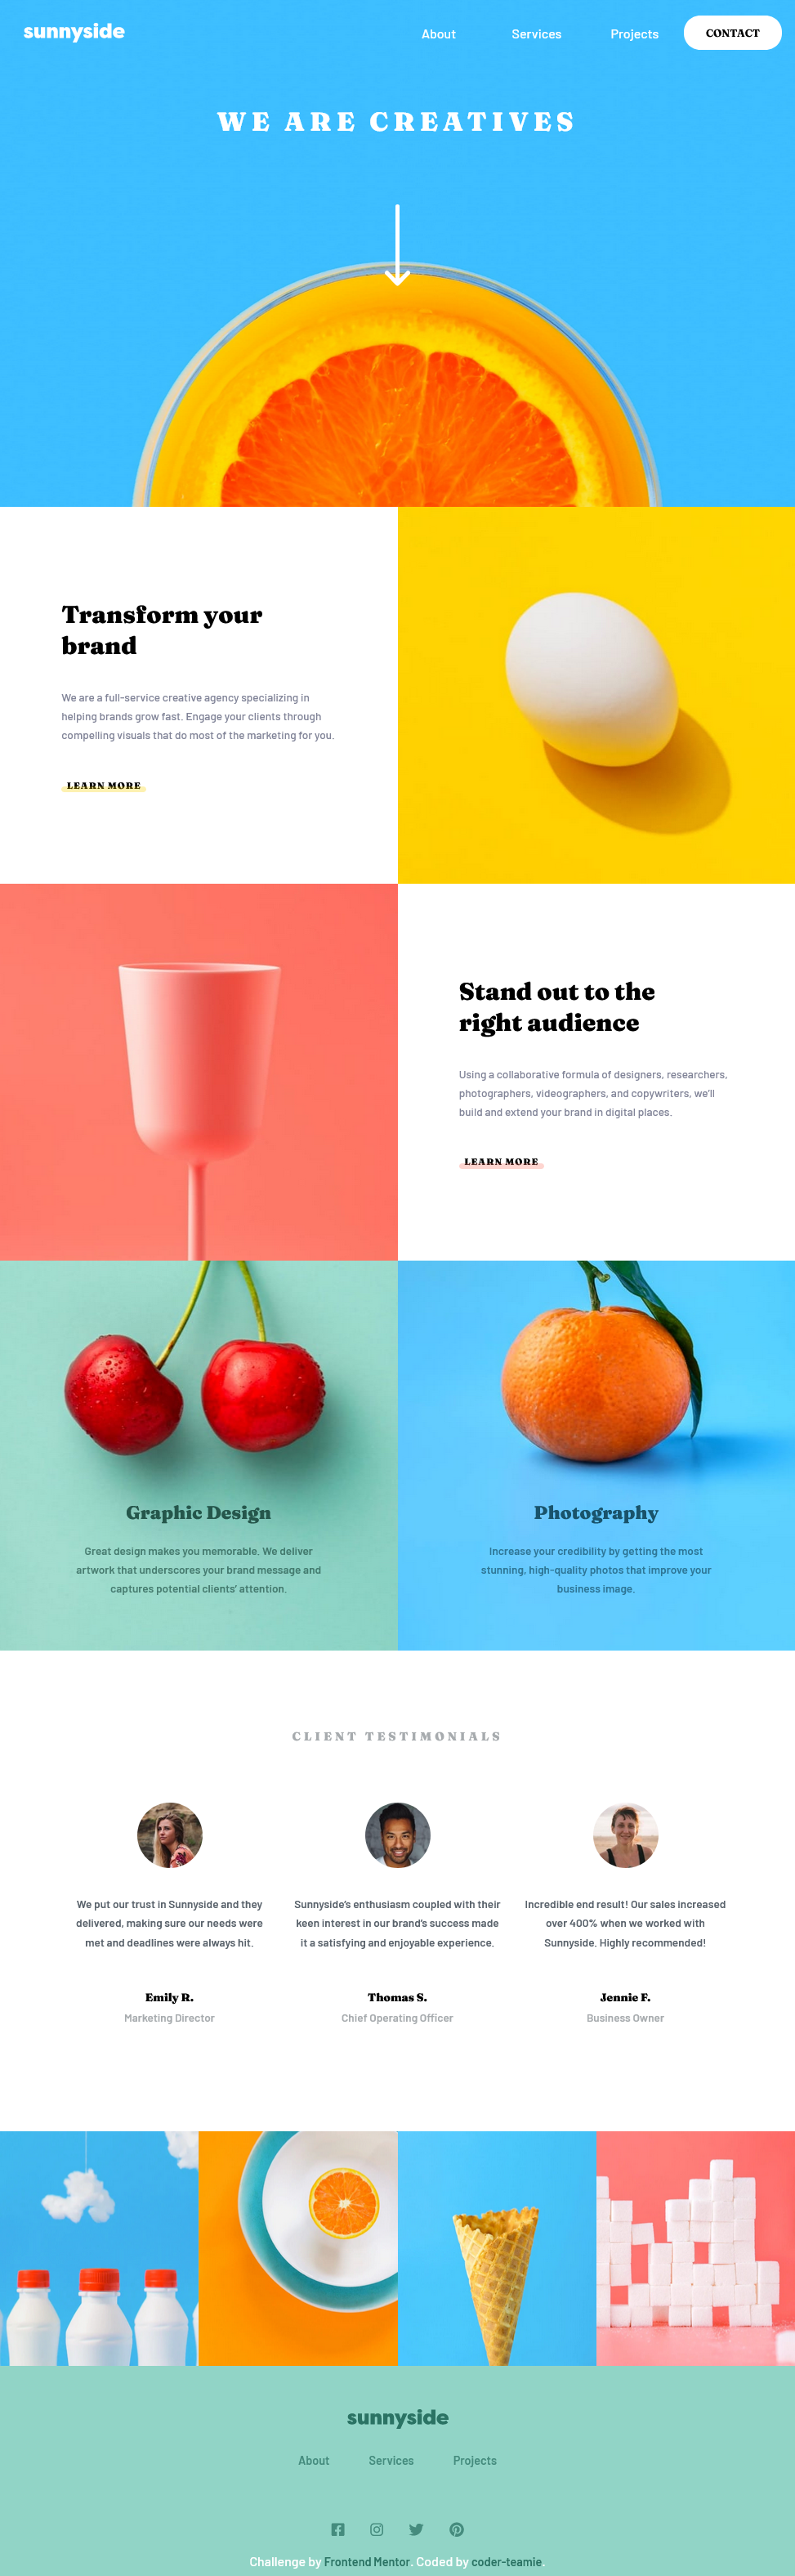 sunnyside
About Services Projects CONTACT
WE ARE CREATIVES
Transform your
brand
We are a full-service creative agency specializing in
helping brands grow fast. Engage your clients through
compelling visuals that do most of the marketing for you.
LEARN MORE
Stand out to the
right audience
Using a collaborative formula of designers, researchers,
photographers, videographers, and copywriters, we'll
build and extend your brand in digital places.
LEARN MORE
Graphic Design
Great design makes you memorable. We deliver
artwork that underscores your brand message and
captures potential clients' attention.
Photography
Increase your credibility by getting the most
stunning, high-quality photos that improve your
business image.
CLIENT TESTIMONIALS
We put our trust in Sunnyside and they
delivered, making sure our needs were
met and deadlines were always hit.
Emily R.
Marketing Director
Sunnyside's enthusiasm coupled with their
keen interest in our brand's success made
it a satisfying and enjoyable experience.
Thomas S.
Chief Operating Officer
Incredible end result! Our sales increased
over 400% when we worked with
Sunnyside. Highly recommended!
Jennie F.
Business Owner
sunnyside
About Services Projects
Challenge by Frontend Mentor. Coded by coder-teamie.